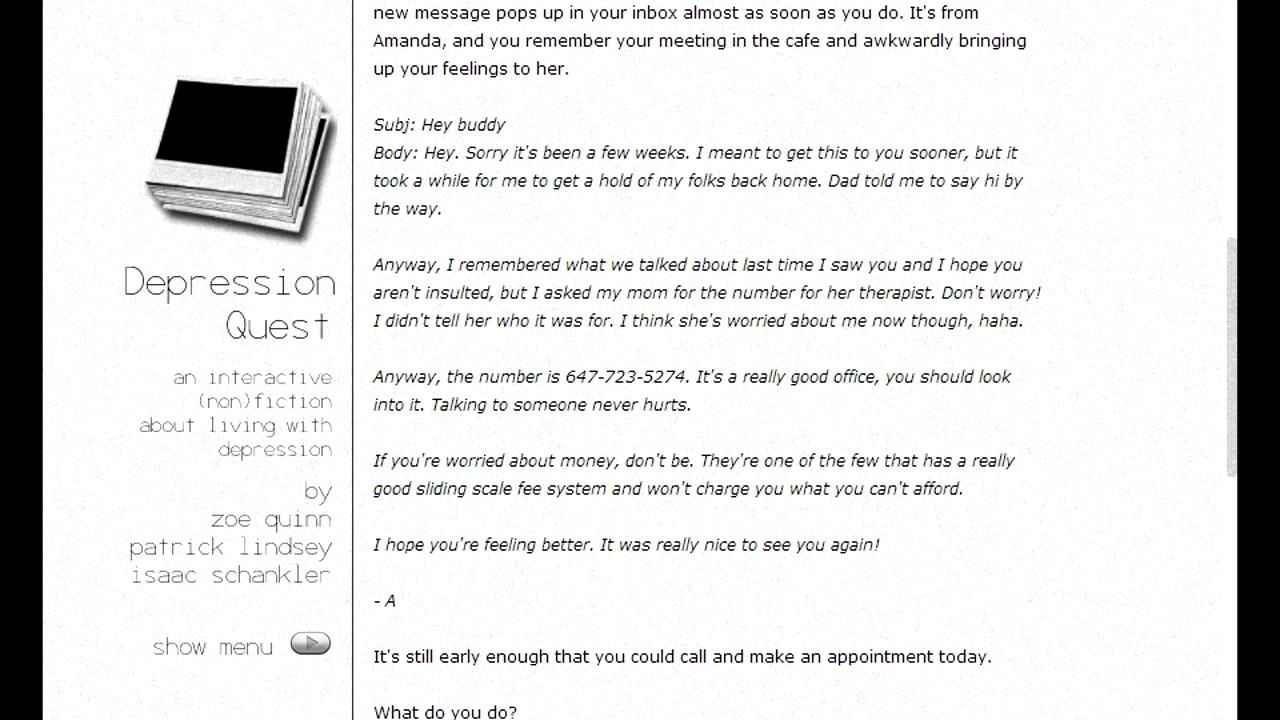 new message pops up in your inbox almost as soon as you do. It's from
Amanda, and you remember your meeting in the cafe and awkwardly bringing
up your feelings to her.
Subj: Hey buddy
Body: Hey. Sorry it's been a few weeks. I meant to get this to you sooner, but it
took a while for me to get a hold of my folks back home. Dad told me to say hi by
the way.
Anyway, I remembered what we talked about last time I saw you and I hope you
aren't insulted, but I asked my mom for the number for her therapist. Don't worry!
I didn't tell her who it was for. I think she's worried about me now though, haha.
Anyway, the number is 647-723-5274. It's a really good office, you should look
into it. Talking to someone never hurts.
If you're worried about money, don't be. They're one of the few that has a really
good sliding scale fee system and won't charge you what you can't afford.
I hope you're feeling better. It was really nice to see you again!
- A
It's still early enough that you could call and make an appointment today.
What do you do?
Depression
Quest
an interactive
(non)fiction
about living with
depression
by
zoe quinn
patrick lindsey
isaac schankler
show menu